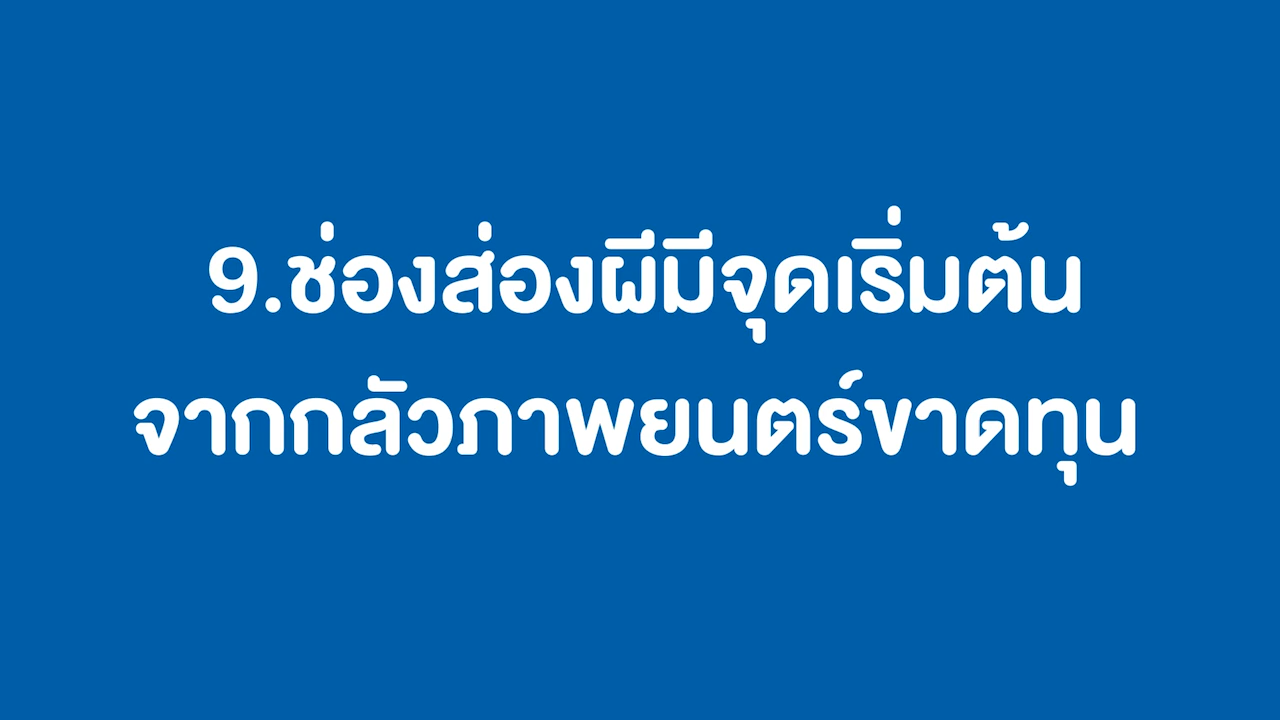 9.ช่องส่องผีมีจุดเริ่มต้น
จากกลัวภาพยนตร์ขาดทุน